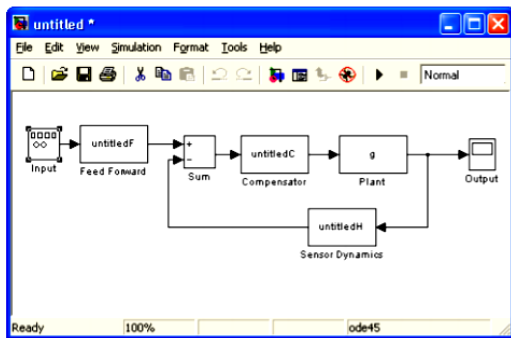 untitled *
File Edit View Simulation Format Tools Help
Normal
untitledF
untitledC
g
Input
Feed Forward
+
−
Sum
Compensator
Plant
Output
untitledH
Sensor Dynamics
Ready 100% ode45